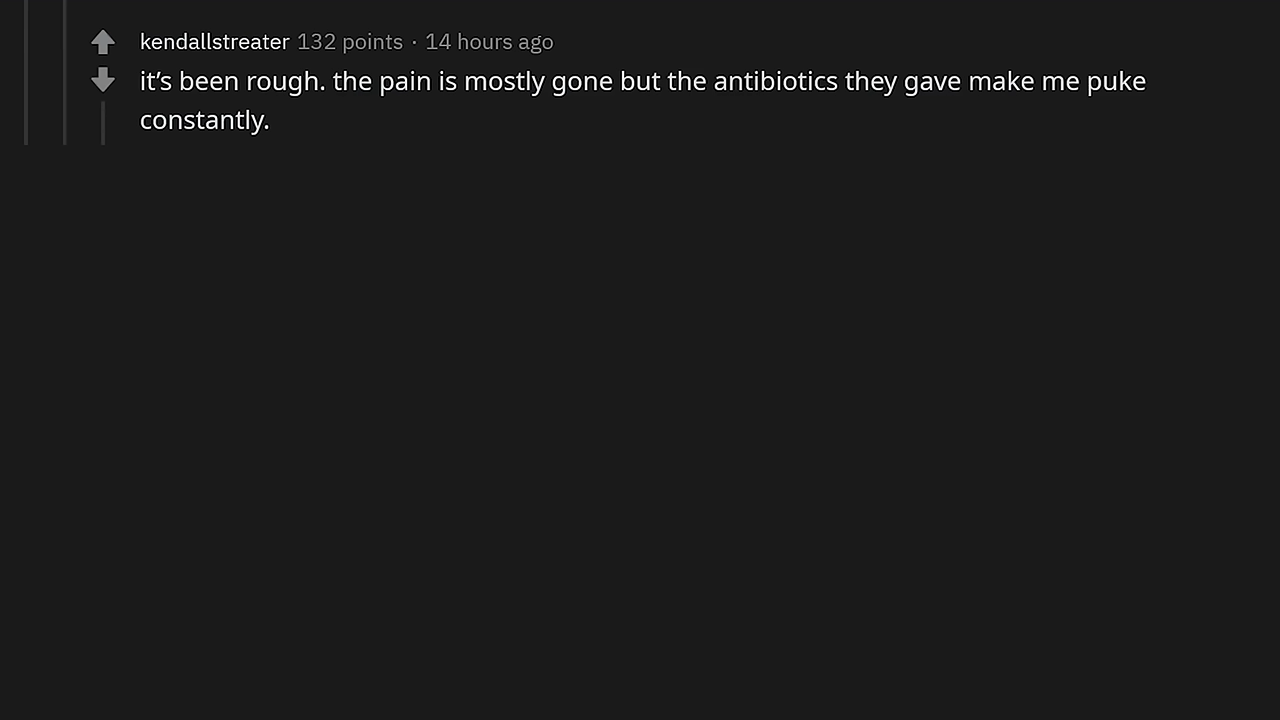 kendallstreater 132 points · 14 hours ago
it’s been rough. the pain is mostly gone but the antibiotics they gave make me puke
constantly.